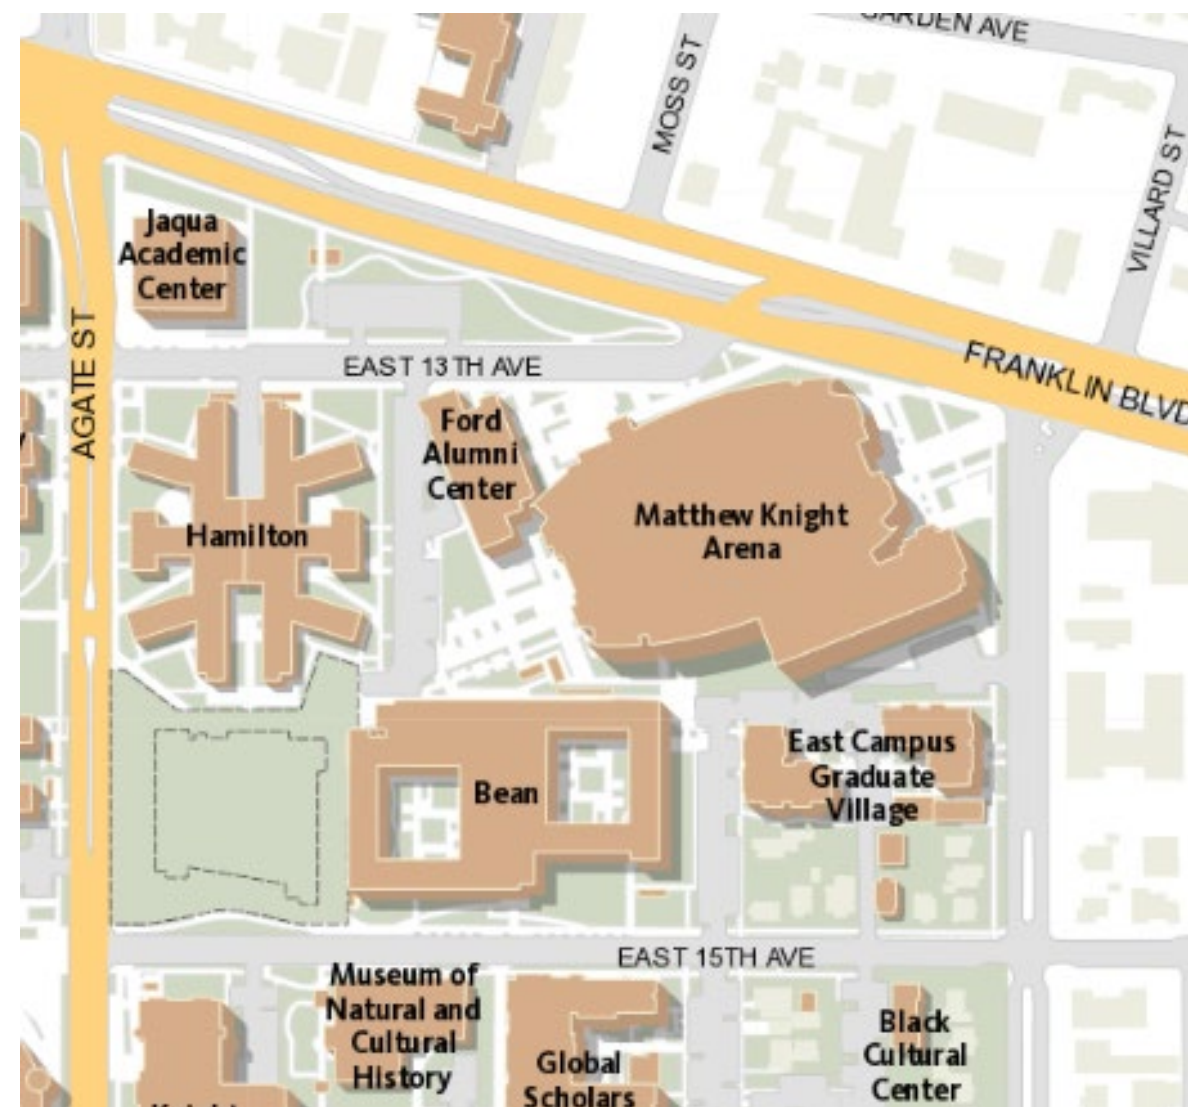 GARDEN AVE
MOSS ST
VILLARD ST
Jaqua
Academic
Center
AGATE ST
EAST 13TH AVE
FRANKLIN BLVD
Ford
Alumni
Center
Hamilton
Matthew Knight
Arena
Bean
East Campus
Graduate
Village
EAST 15TH AVE
Museum of
Natural and
Cultural
History
Global
Scholars
Black
Cultural
Center